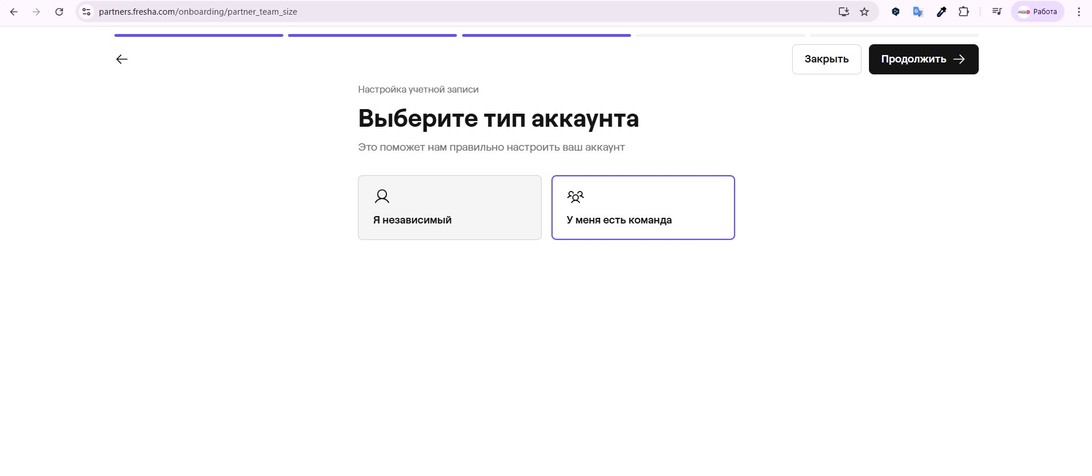 partners.fresha.com/onboarding/partner_team_size
Работа
Закрыть
Продолжить
Настройка учетной записи
Выберите тип аккаунта
Это поможет нам правильно настроить ваш аккаунт
Я независимый
У меня есть команда